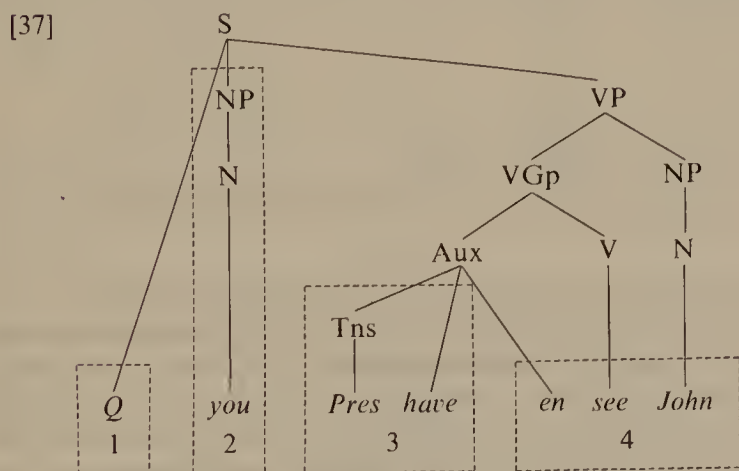 [37]
S
NP
VP
N
VGp
NP
Aux
V
N
Tns
Q
you
Pres
have
en
see
John
1
2
3
4